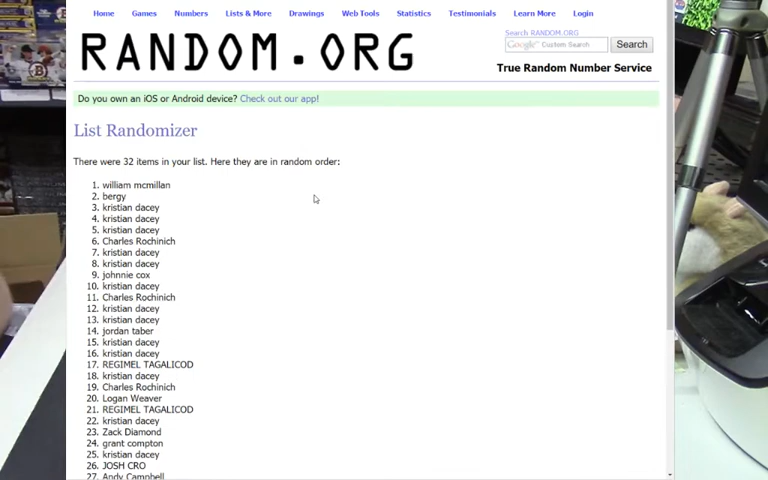 Home Games Numbers Lists & More Drawings Web Tools Statistics Testimonials Learn More Login
RANDOM.ORG
Search RANDOM.ORG
Google™ Custom Search Search
True Random Number Service
Do you own an iOS or Android device? Check out our app!
List Randomizer
There were 32 items in your list. Here they are in random order:
1. william mcmillan
2. bergy
3. kristian dacey
4. kristian dacey
5. kristian dacey
6. Charles Rochinich
7. kristian dacey
8. kristian dacey
9. johnnie cox
10. kristian dacey
11. Charles Rochinich
12. kristian dacey
13. kristian dacey
14. jordan taber
15. kristian dacey
16. kristian dacey
17. REGIMEL TAGALICOD
18. kristian dacey
19. Charles Rochinich
20. Logan Weaver
21. REGIMEL TAGALICOD
22. kristian dacey
23. Zack Diamond
24. grant compton
25. kristian dacey
26. JOSH CRO
27. Andy Campbell